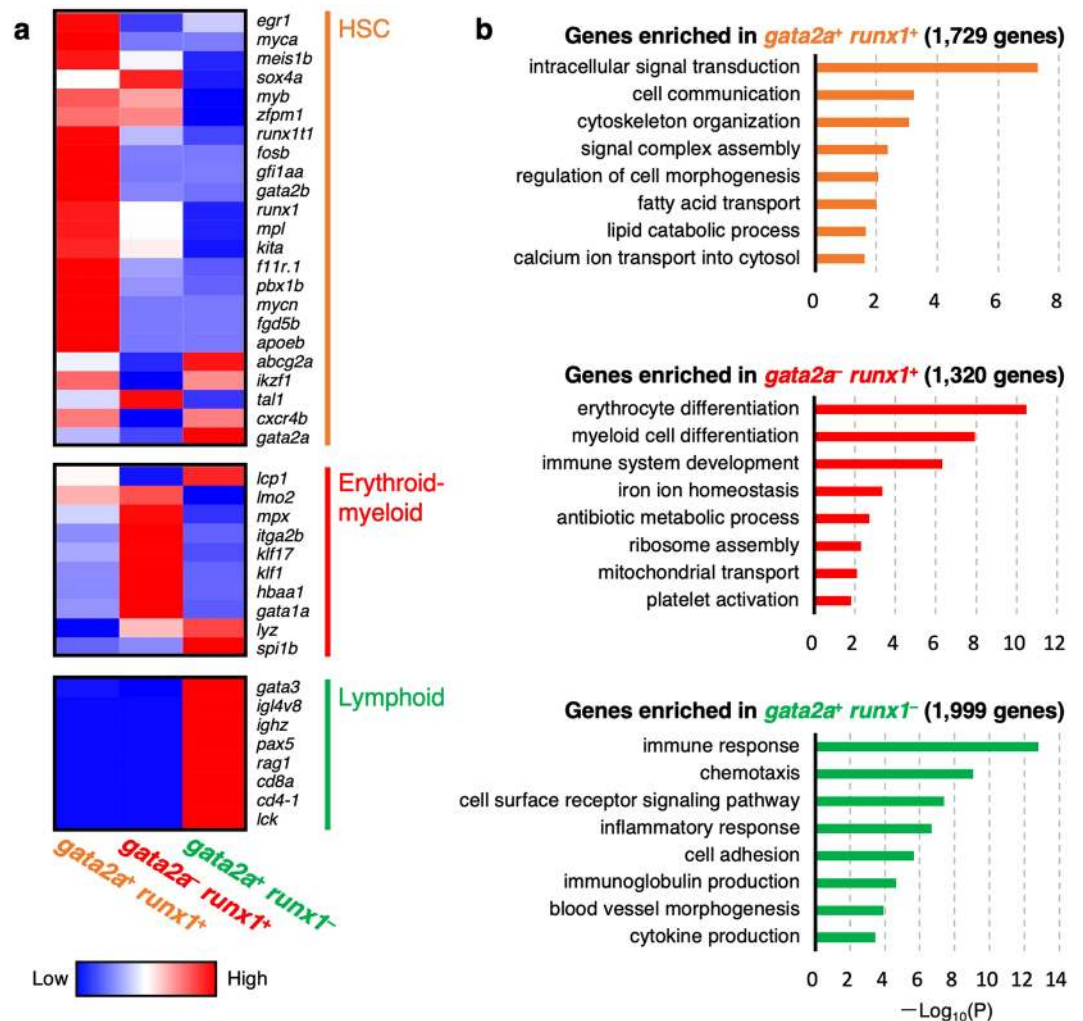 a
egr1
HSC
myca
meis1b
sox4a
myb
zfpm1
runx1t1
fosb
gfi1aa
gata2b
runx1
mpl
kita
f11r.1
pbx1b
mycn
fgd5b
apoeb
abcg2a
ikzf1
tal1
cxcr4b
gata2a
lcp1
Erythroid-
myeloid
lmo2
mpx
itga2b
klf17
klf1
hbaa1
gata1a
lyz
spi1b
gata3
Lymphoid
igl4v8
ighz
pax5
rag1
cd8a
cd4-1
lck
gata2a⁺ runx1⁺
gata2a⁻ runx1⁺
gata2a⁺ runx1⁻
Low High
b
Genes enriched in gata2a⁺ runx1⁺ (1,729 genes)
intracellular signal transduction
cell communication
cytoskeleton organization
signal complex assembly
regulation of cell morphogenesis
fatty acid transport
lipid catabolic process
calcium ion transport into cytosol
0 2 4 6 8
Genes enriched in gata2a⁻ runx1⁺ (1,320 genes)
erythrocyte differentiation
myeloid cell differentiation
immune system development
iron ion homeostasis
antibiotic metabolic process
ribosome assembly
mitochondrial transport
platelet activation
0 2 4 6 8 10 12
Genes enriched in gata2a⁺ runx1⁻ (1,999 genes)
immune response
chemotaxis
cell surface receptor signaling pathway
inflammatory response
cell adhesion
immunoglobulin production
blood vessel morphogenesis
cytokine production
0 2 4 6 8 10 12 14
—Log₁₀(P)